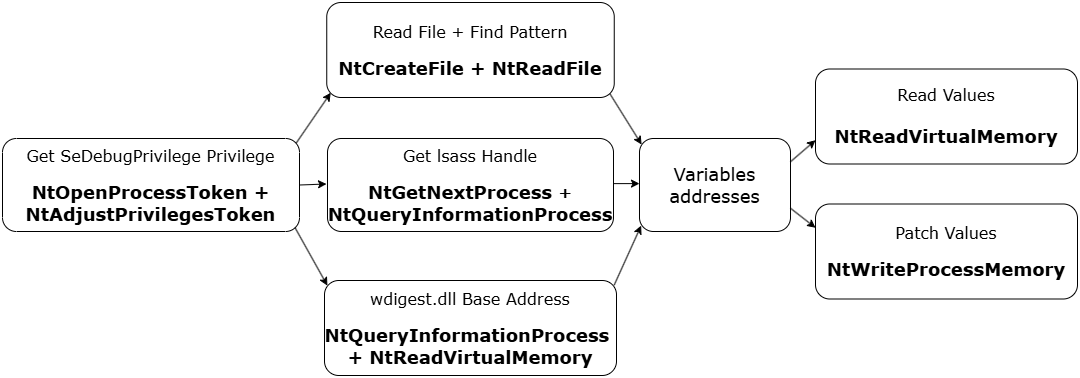 Read File + Find Pattern
NtCreateFile + NtReadFile
Get SeDebugPrivilege Privilege
NtOpenProcessToken +
NtAdjustPrivilegesToken
Get lsass Handle
NtGetNextProcess +
NtQueryInformationProcess
wdigest.dll Base Address
NtQueryInformationProcess
+ NtReadVirtualMemory
Variables
addresses
Read Values
NtReadVirtualMemory
Patch Values
NtWriteProcessMemory